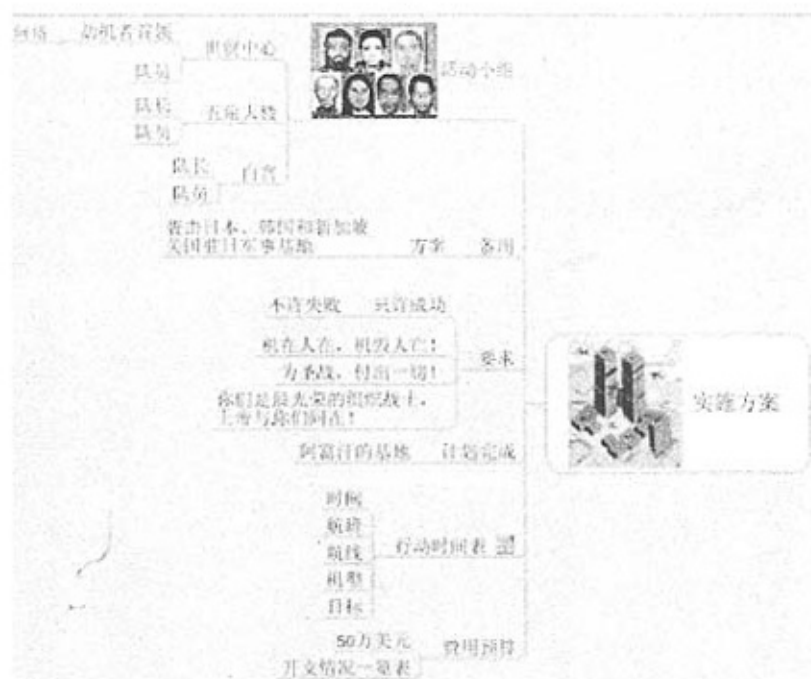 劫机者首领
世贸中心
队员
活动小组
队长
五角大楼
队员
队长
白宫
队员
袭击日本、韩国和新加坡
美国驻日军事基地
方案
备用
不许失败
只许成功
机在人在，机毁人亡！
要求
为圣战，付出一切！
你们是最光荣的组织战士，
上帝与你们同在！
实施方案
阿富汗的基地
计划完成
时间
航班
航线
行动时间表
机型
目标
50万美元
费用预算
开支情况一览表